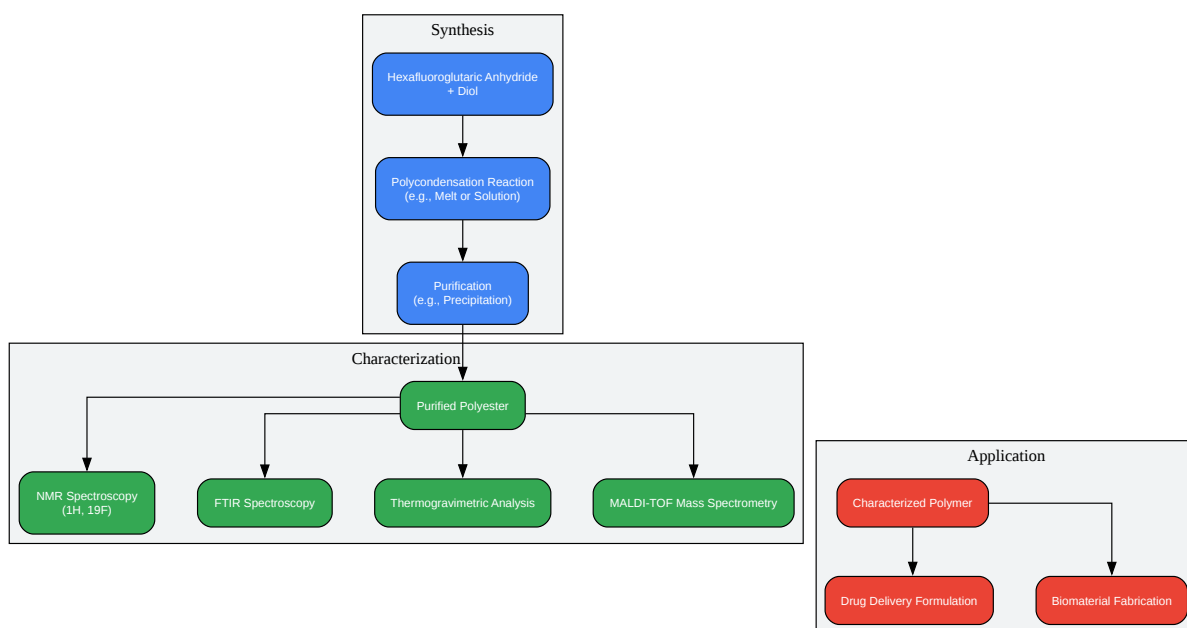 Synthesis
Hexafluoroglutaric Anhydride
+ Diol
Polycondensation Reaction
(e.g., Melt or Solution)
Purification
(e.g., Precipitation)
Characterization
Purified Polyester
NMR Spectroscopy
(1H, 19F)
FTIR Spectroscopy
Thermogravimetric Analysis
MALDI-TOF Mass Spectrometry
Application
Characterized Polymer
Drug Delivery Formulation
Biomaterial Fabrication